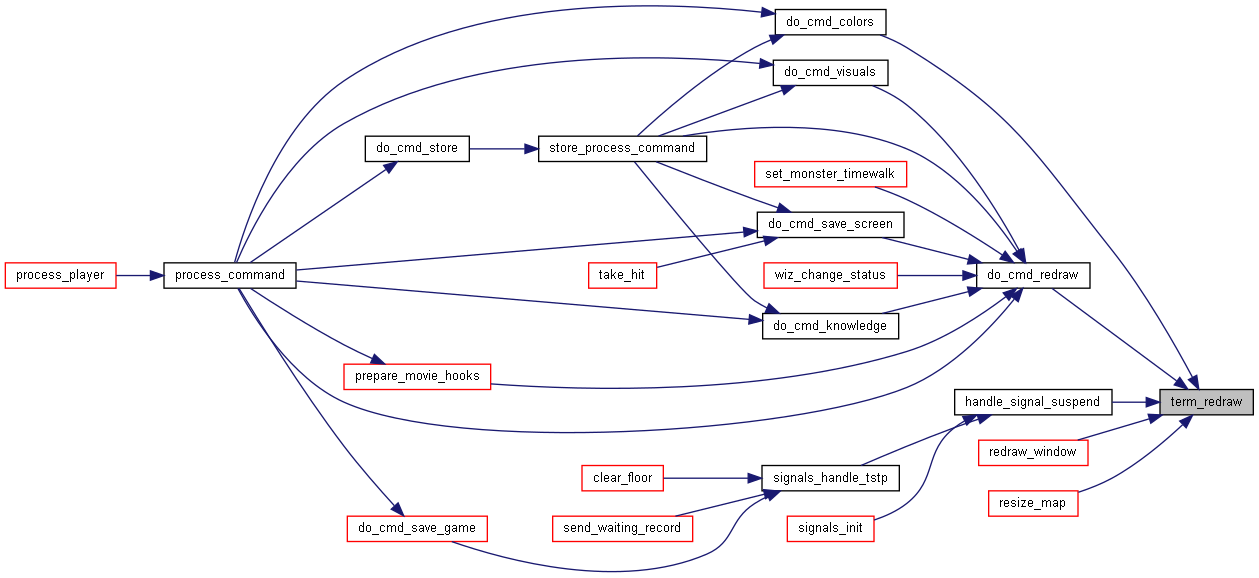 do_cmd_colors
do_cmd_visuals
do_cmd_store
store_process_command
set_monster_timewalk
do_cmd_save_screen
process_player
process_command
take_hit
wiz_change_status
do_cmd_redraw
do_cmd_knowledge
prepare_movie_hooks
handle_signal_suspend
term_redraw
redraw_window
clear_floor
signals_handle_tstp
resize_map
do_cmd_save_game
send_waiting_record
signals_init